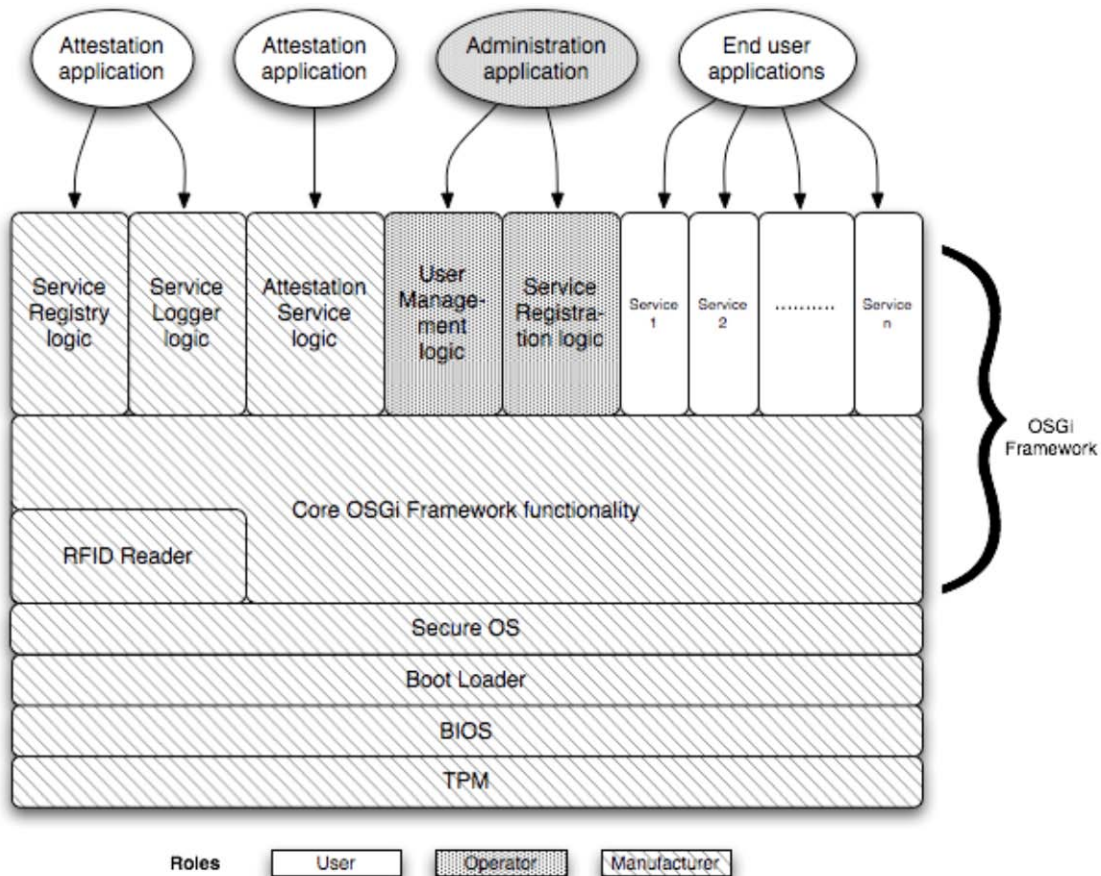 Attestation
application
Attestation
application
Administration
application
End user
applications
Service
Registry
logic
Service
Logger
logic
Attestation
Service
logic
User
Manage-
ment
logic
Service
Registra-
tion logic
Service
1
Service
2
..........
Service
n
OSGi
Framework
Core OSGi Framework functionality
RFID Reader
Secure OS
Boot Loader
BIOS
TPM
Roles
User
Operator
Manufacturer